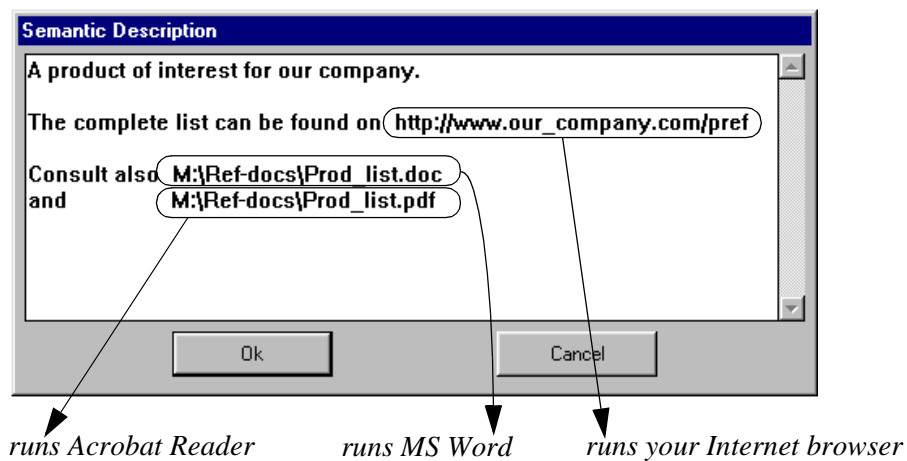 Semantic Description
A product of interest for our company.
The complete list can be found on http://www.our_company.com/pref
Consult also M:\Ref-docs\Prod_list.doc
and M:\Ref-docs\Prod_list.pdf
Ok Cancel
runs Acrobat Reader runs MS Word runs your Internet browser